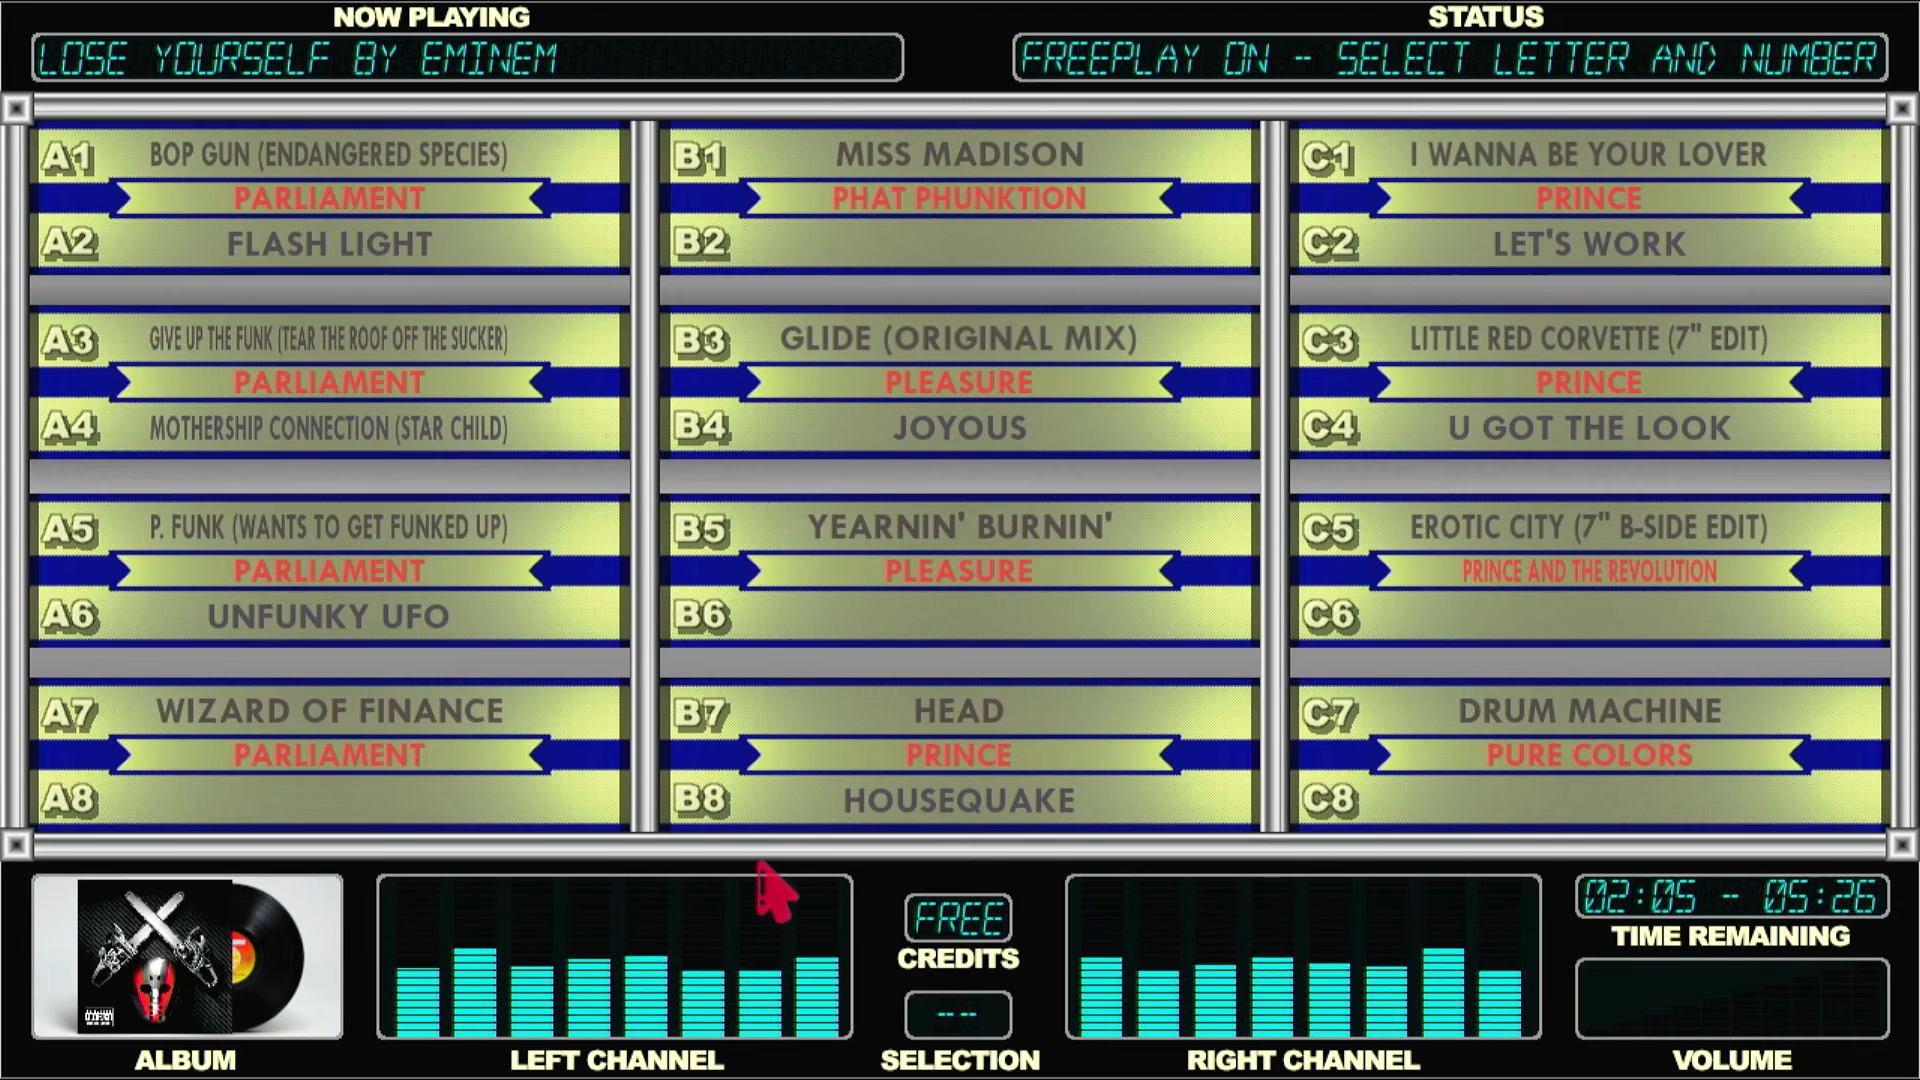 NOW PLAYING
LOSE YOURSELF BY EMINEM
STATUS
FREEPLAY ON - SELECT LETTER AND NUMBER
A1 BOP GUN (ENDANGERED SPECIES)
PARLIAMENT
A2 FLASH LIGHT
A3 GIVE UP THE FUNK (TEAR THE ROOF OFF THE SUCKER)
PARLIAMENT
A4 MOTHERSHIP CONNECTION (STAR CHILD)
A5 P. FUNK (WANTS TO GET FUNKED UP)
PARLIAMENT
A6 UNFUNKY UFO
A7 WIZARD OF FINANCE
PARLIAMENT
A8
B1 MISS MADISON
PHAT PHUNKTION
B2
B3 GLIDE (ORIGINAL MIX)
PLEASURE
B4 JOYOUS
B5 YEARNIN' BURNIN'
PLEASURE
B6
B7 HEAD
PRINCE
B8 HOUSEQUAKE
C1 I WANNA BE YOUR LOVER
PRINCE
C2 LET'S WORK
C3 LITTLE RED CORVETTE (7" EDIT)
PRINCE
C4 U GOT THE LOOK
C5 EROTIC CITY (7" B-SIDE EDIT)
PRINCE AND THE REVOLUTION
C6
C7 DRUM MACHINE
PURE COLORS
C8
ALBUM
LEFT CHANNEL
FREE
CREDITS
--
SELECTION
RIGHT CHANNEL
02:05 - 05:26
TIME REMAINING
VOLUME